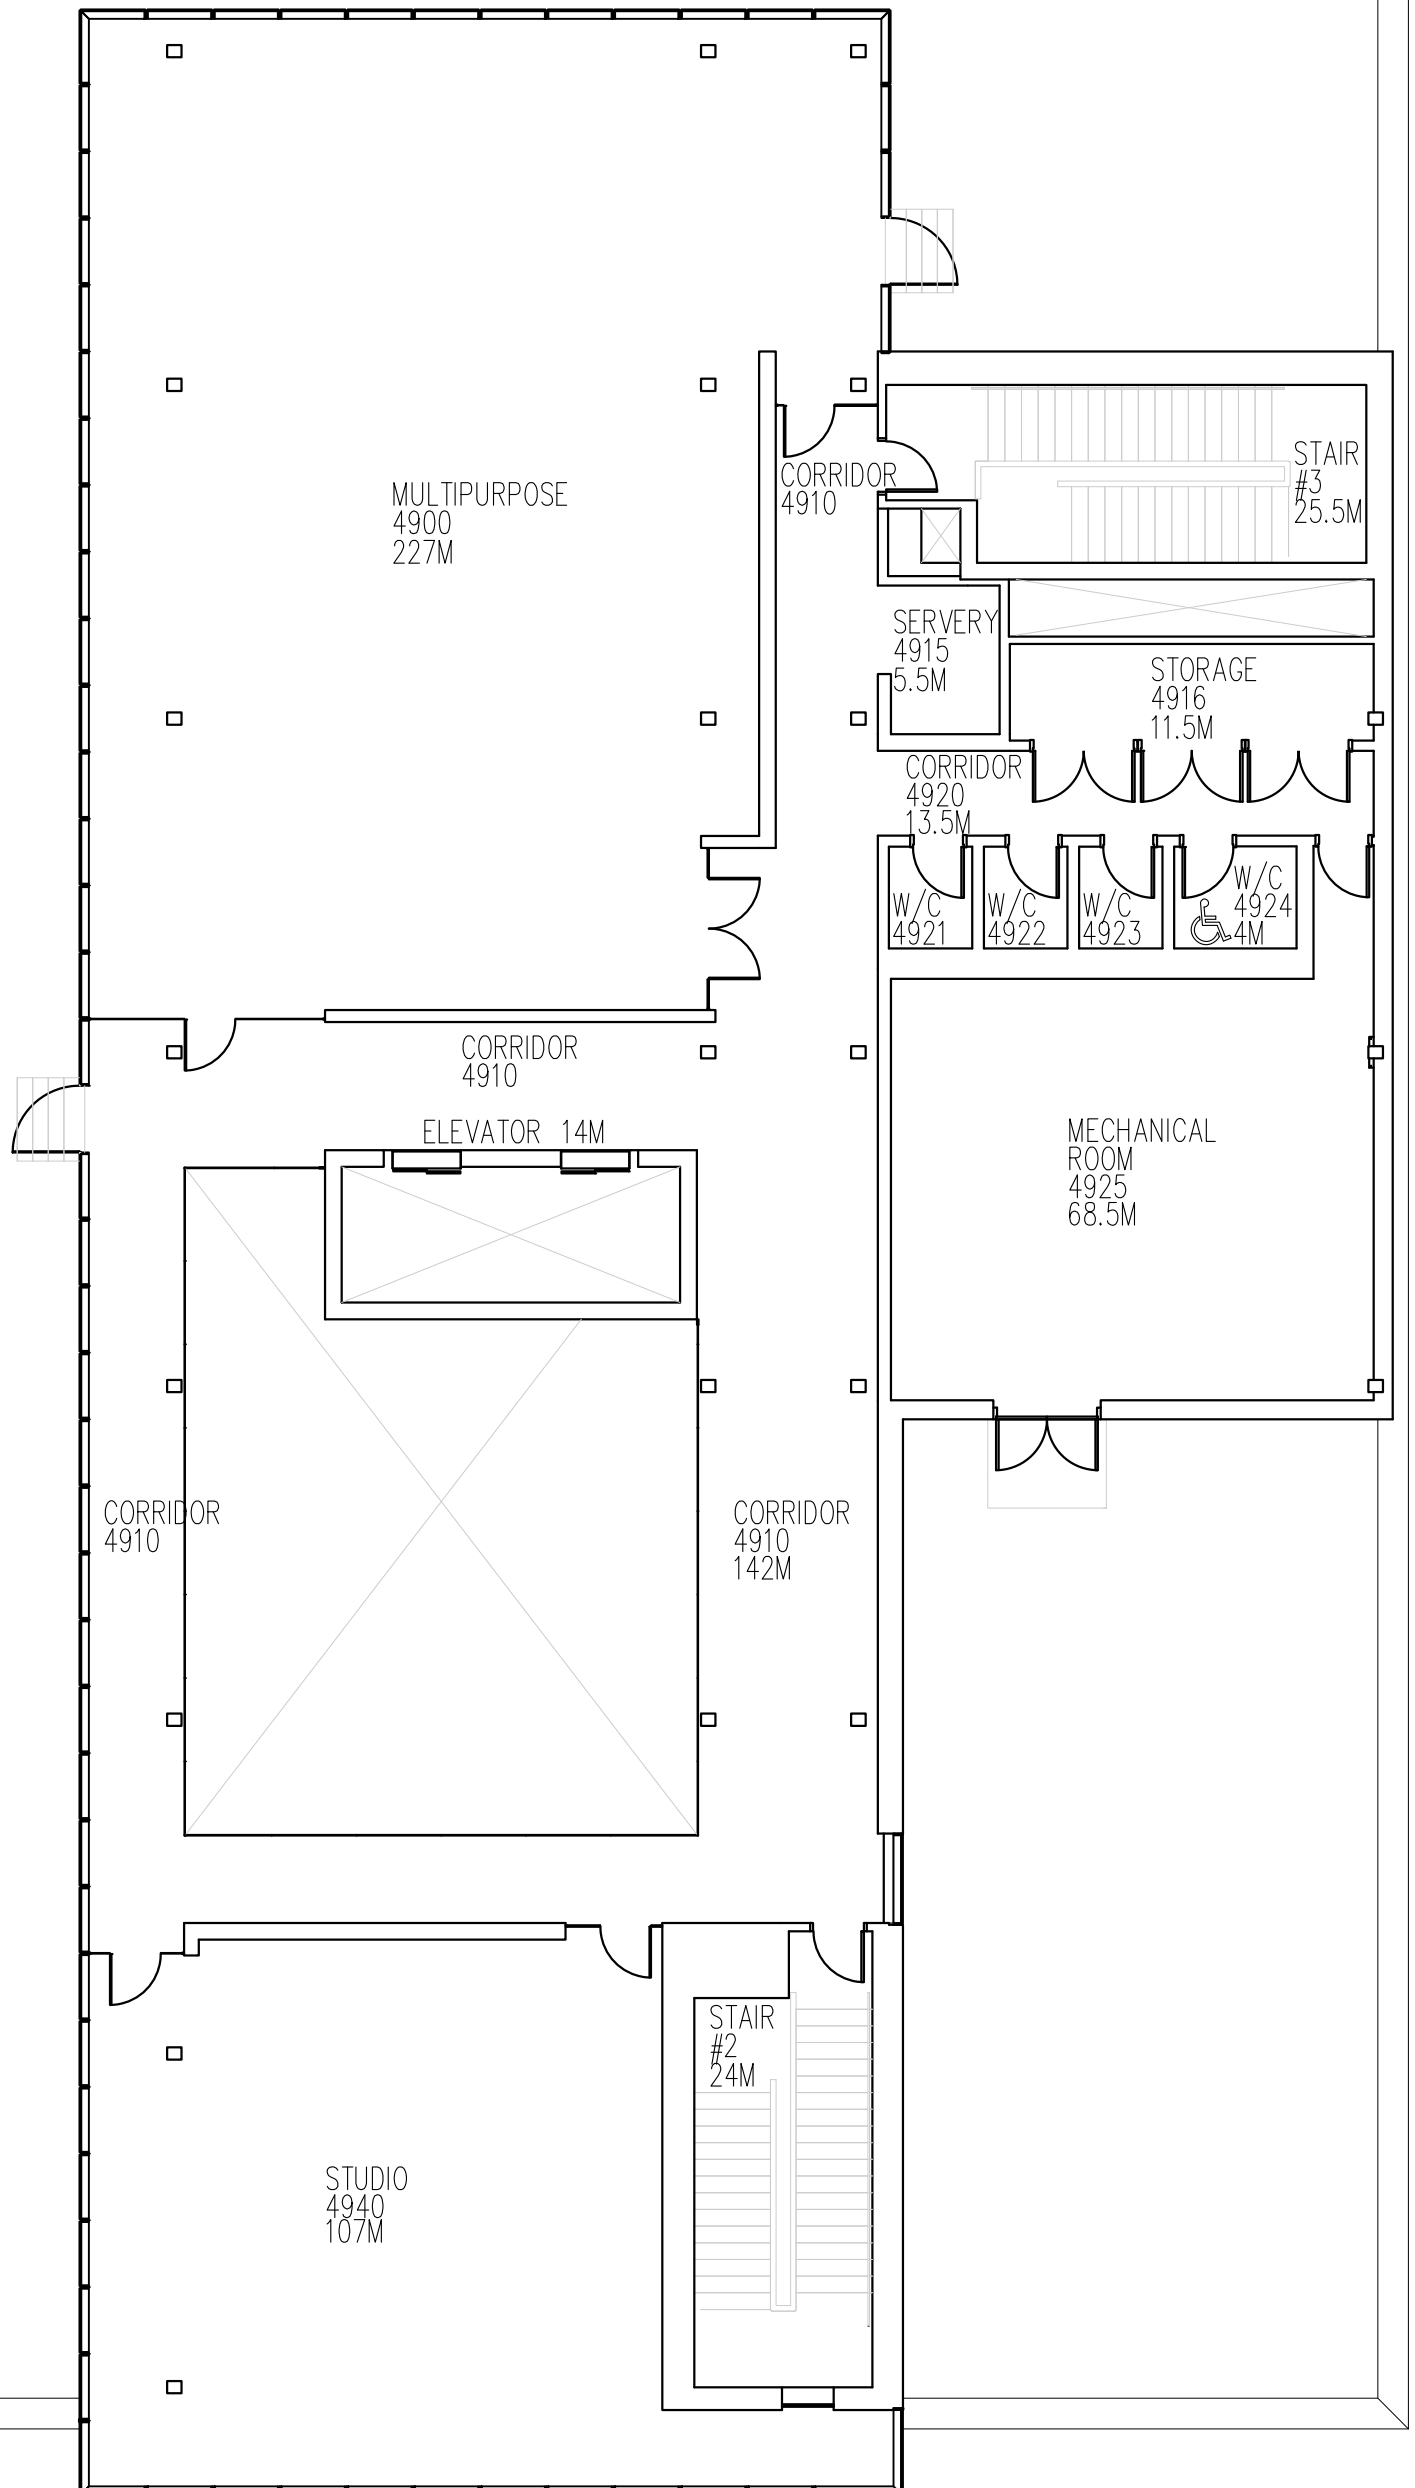 STAIR
#3
25.5M
CORRIDOR
4910
MULTIPURPOSE
4900
227M
SERVERY
4915
5.5M
STORAGE
4916
11.5M
CORRIDOR
4920
13.5M
W/C
4921
W/C
4922
W/C
4923
W/C
4924
4M
CORRIDOR
4910
ELEVATOR 14M
MECHANICAL
ROOM
4925
68.5M
CORRIDOR
4910
CORRIDOR
4910
142M
STAIR
#2
24M
STUDIO
4940
107M